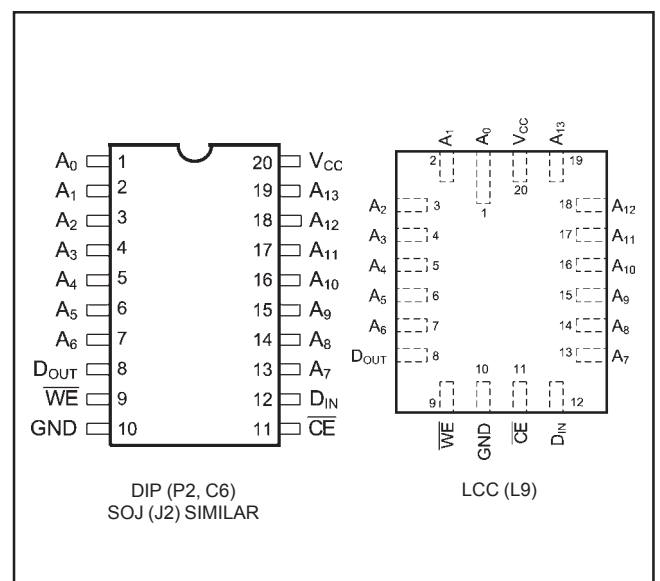 A0 1 20 VCC
A1 2 19 A13
A2 3 18 A12
A3 4 17 A11
A4 5 16 A10
A5 6 15 A9
A6 7 14 A8
DOUT 8 13 A7
WE 9 12 DIN
GND 10 11 CE
DIP (P2, C6)
SOJ (J2) SIMILAR
A1 A0 VCC A13
2 1 20 19
A2 3 18 A12
A3 4 17 A11
A4 5 16 A10
A5 6 15 A9
A6 7 14 A8
DOUT 8 13 A7
9 10 11 12
WE GND CE DIN
LCC (L9)